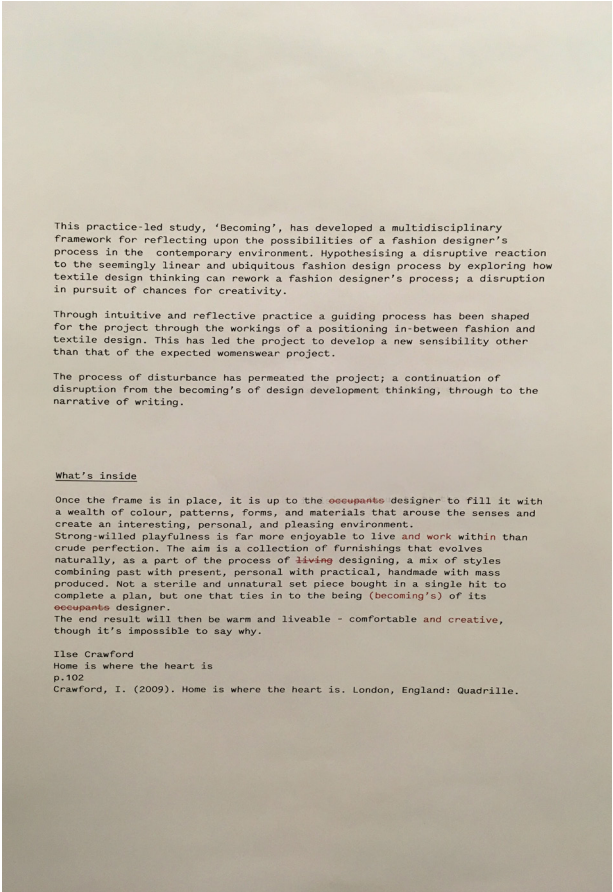 This practice-led study, ‘Becoming’, has developed a multidisciplinary
framework for reflecting upon the possibilities of a fashion designer’s
process in the  contemporary environment. Hypothesising a disruptive reaction
to the seemingly linear and ubiquitous fashion design process by exploring how
textile design thinking can rework a fashion designer’s process; a disruption
in pursuit of chances for creativity.
Through intuitive and reflective practice a guiding process has been shaped
for the project through the workings of a positioning in-between fashion and
textile design. This has led the project to develop a new sensibility other
than that of the expected womenswear project.
The process of disturbance has permeated the project; a continuation of
disruption from the becoming’s of design development thinking, through to the
narrative of writing.
What’s inside
Once the frame is in place, it is up to the occupants designer to fill it with
a wealth of colour, patterns, forms, and materials that arouse the senses and
create an interesting, personal, and pleasing environment.
Strong-willed playfulness is far more enjoyable to live and work within than
crude perfection. The aim is a collection of furnishings that evolves
naturally, as a part of the process of living designing, a mix of styles
combining past with present, personal with practical, handmade with mass
produced. Not a sterile and unnatural set piece bought in a single hit to
complete a plan, but one that ties in to the being (becoming’s) of its
occupants designer.
The end result will then be warm and liveable - comfortable and creative,
though it’s impossible to say why.
Ilse Crawford
Home is where the heart is
p.102
Crawford, I. (2009). Home is where the heart is. London, England: Quadrille.